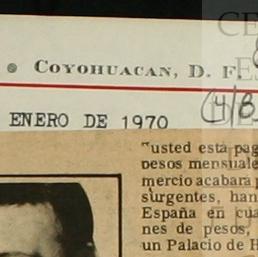 CE
COYOHUACAN, D. F.
(4/8
ENERO DE 1970
usted está pag
pesos mensuale
mercio acabará p
surgentes, han
España en cua
nes de pesos,
un Palacio de H